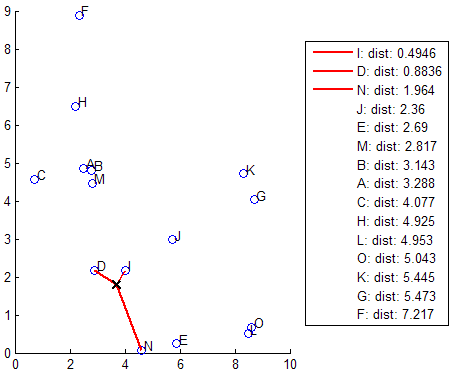 9
8
7
6
5
4
3
2
1
0
0 2 4 6 8 10
F
H
A
B
C
M
K
G
J
D
I
N
E
O
L
I: dist: 0.4946
D: dist: 0.8836
N: dist: 1.964
J: dist: 2.36
E: dist: 2.69
M: dist: 2.817
B: dist: 3.143
A: dist: 3.288
C: dist: 4.077
H: dist: 4.925
L: dist: 4.953
O: dist: 5.043
K: dist: 5.445
G: dist: 5.473
F: dist: 7.217